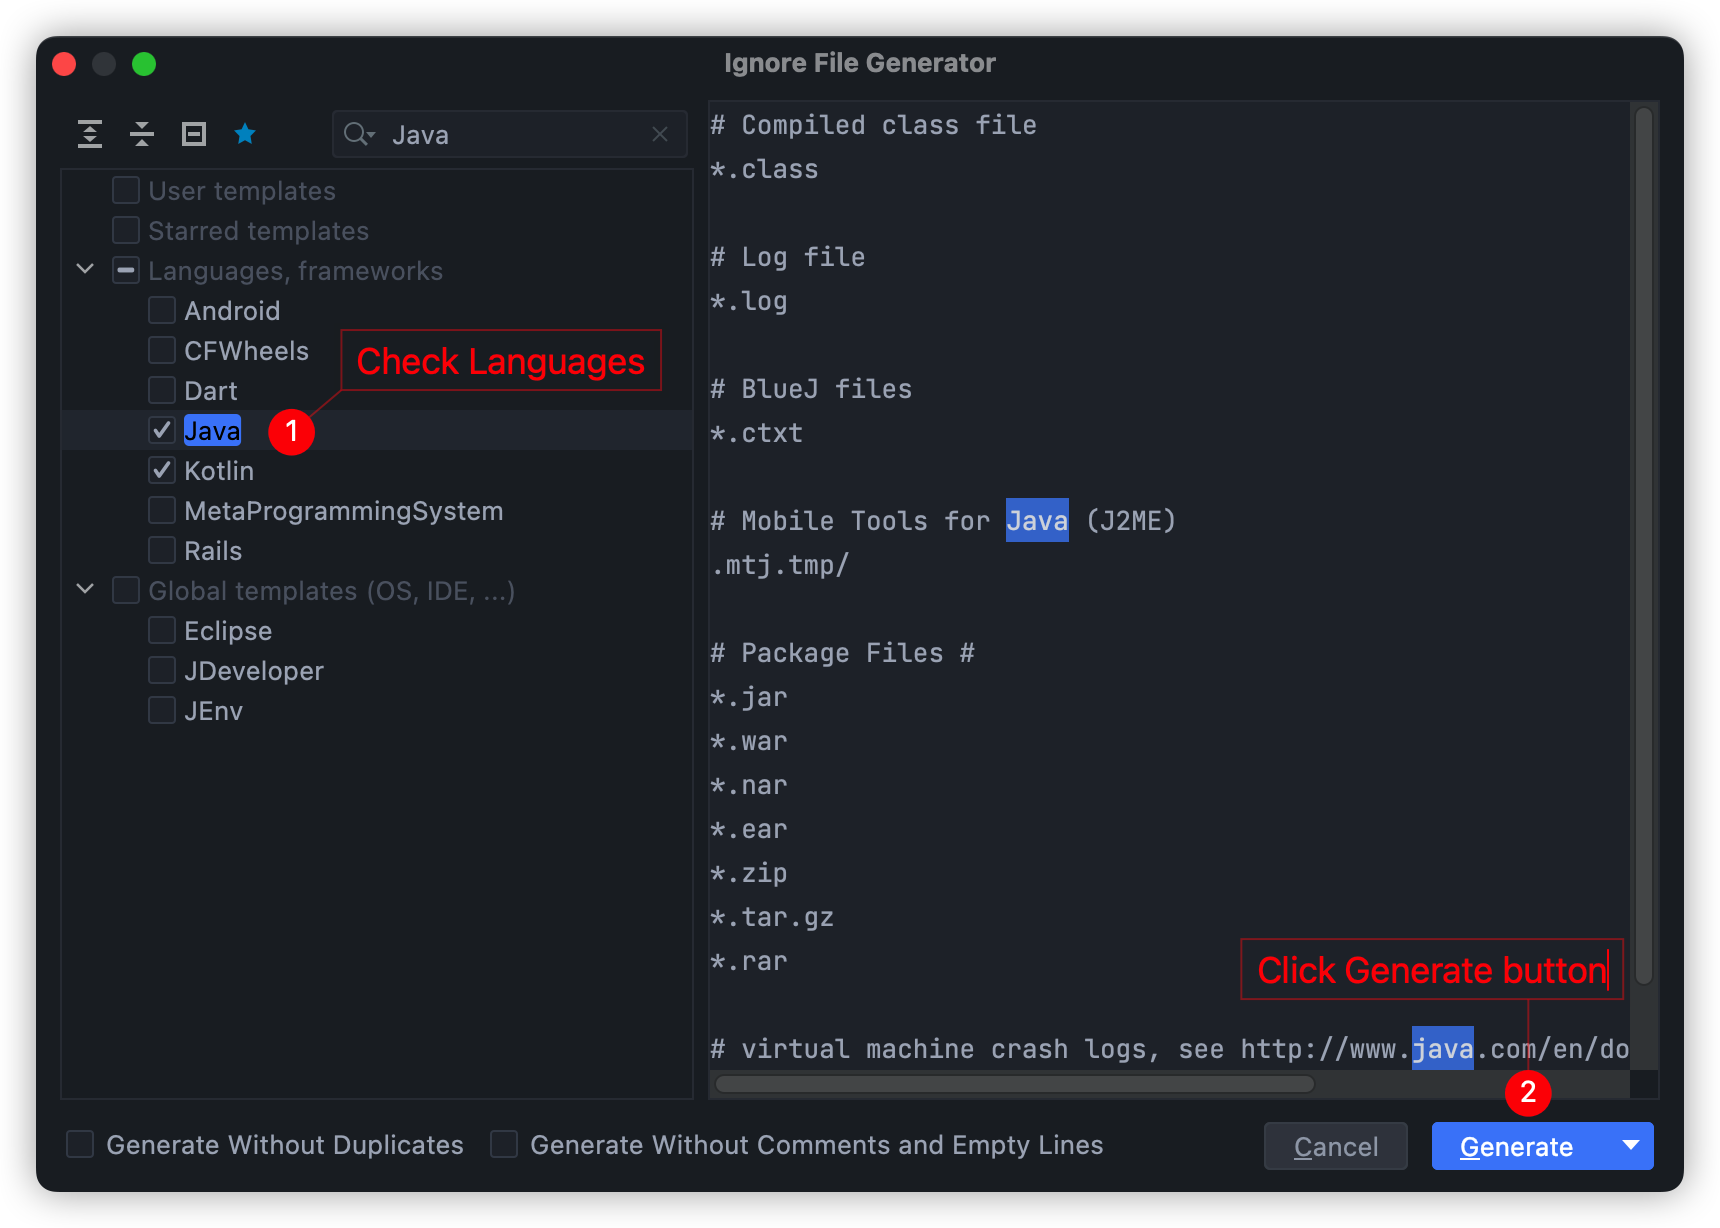 Ignore File Generator
Java
User templates
Starred templates
Languages, frameworks
Android
CFWheels
Dart
Java
Kotlin
MetaProgrammingSystem
Rails
Global templates (OS, IDE, ...)
Eclipse
JDeveloper
JEnv
Check Languages
1
# Compiled class file
*.class
# Log file
*.log
# BlueJ files
*.ctxt
# Mobile Tools for Java (J2ME)
.mtj.tmp/
# Package Files #
*.jar
*.war
*.nar
*.ear
*.zip
*.tar.gz
*.rar
# virtual machine crash logs, see http://www.java.com/en/do
Click Generate button
2
Generate Without Duplicates
Generate Without Comments and Empty Lines
Cancel
Generate